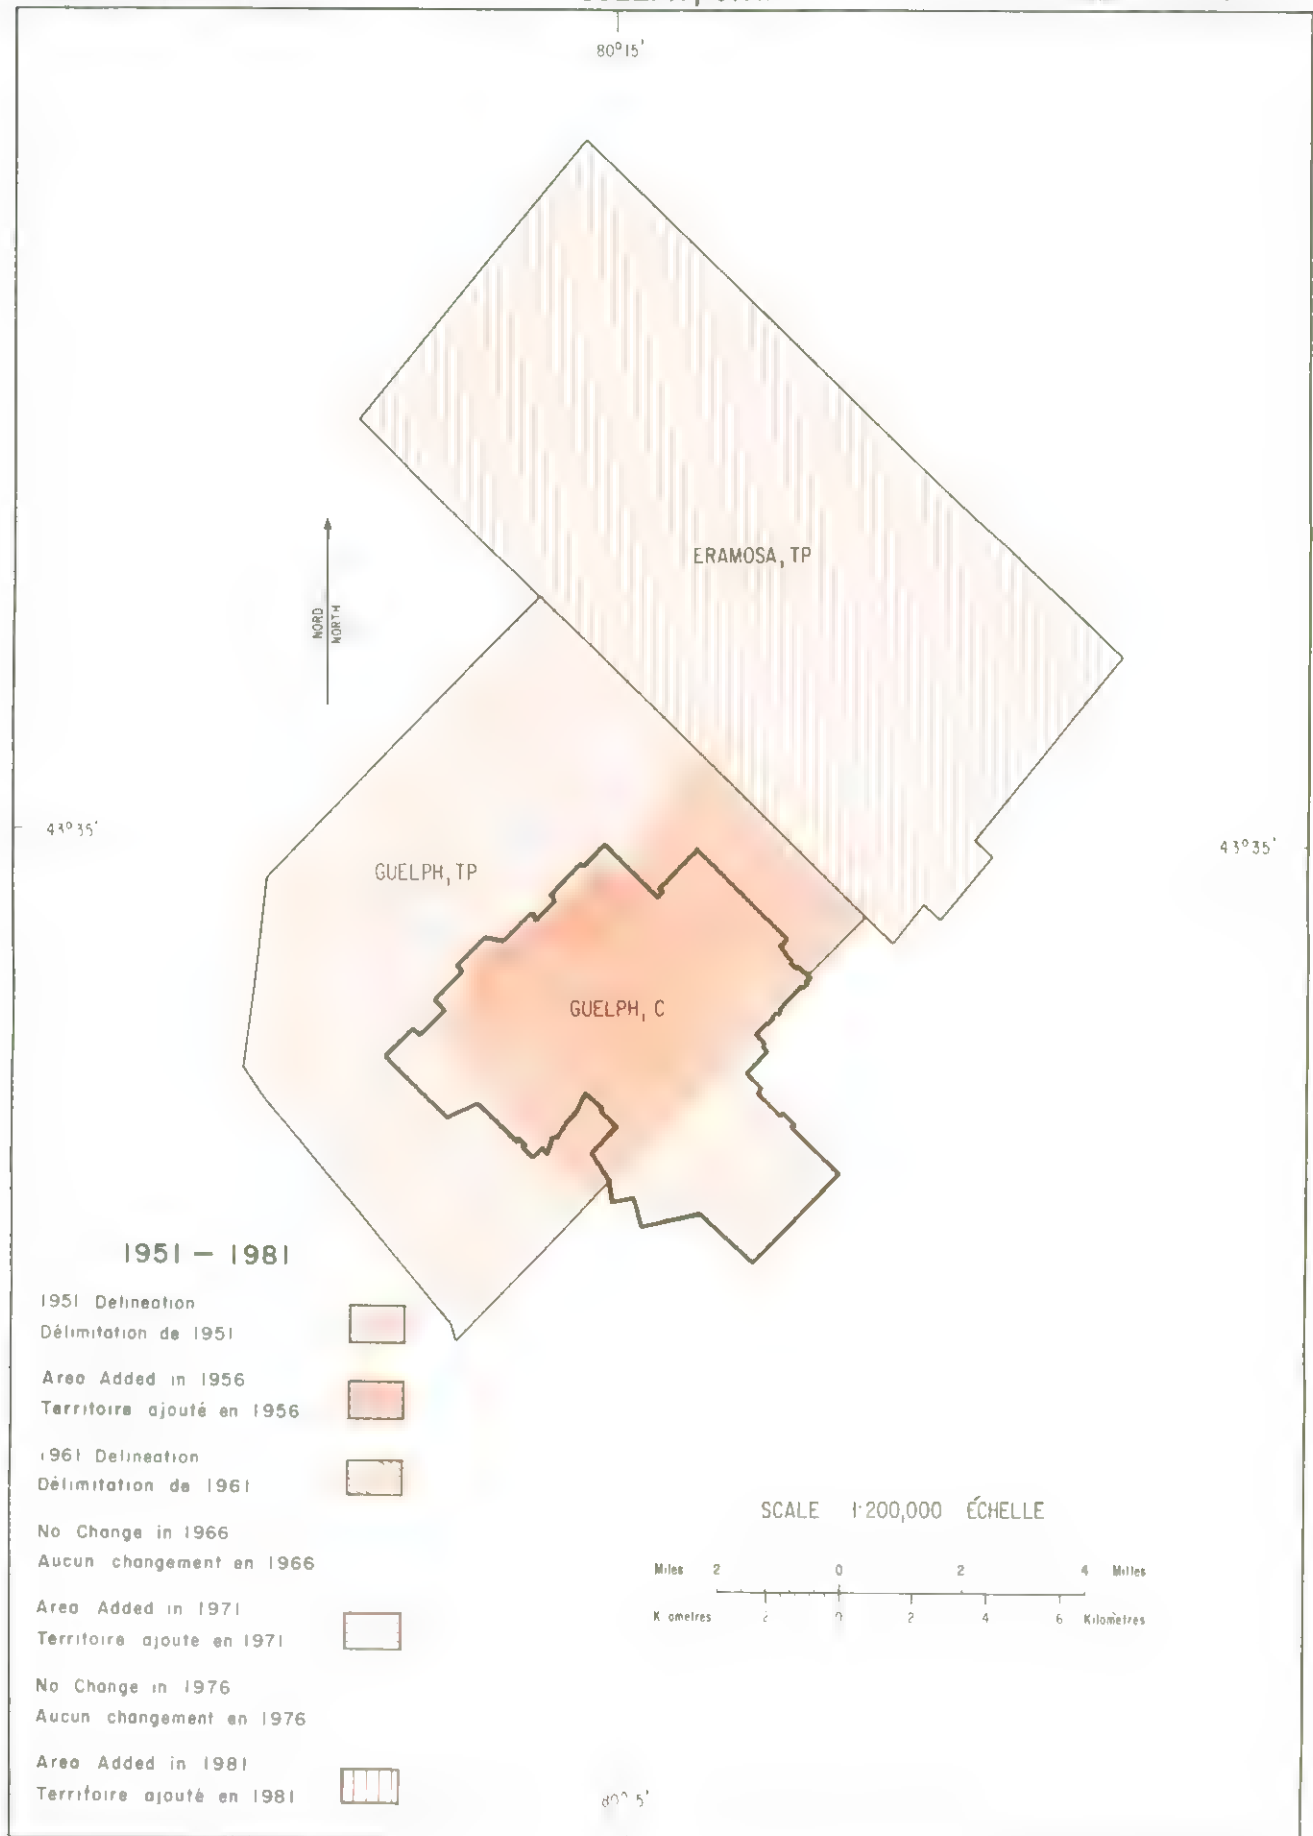 80°15'
ERAMOSA, TP
NORD
NORTH
43°35'
43°35'
GUELPH, TP
GUELPH, C
1951 – 1981
1951 Delineation
Délimitation de 1951
Area Added in 1956
Territoire ajouté en 1956
1961 Delineation
Délimitation de 1961
No Change in 1966
Aucun changement en 1966
Area Added in 1971
Territoire ajouté en 1971
No Change in 1976
Aucun changement en 1976
Area Added in 1981
Territoire ajouté en 1981
SCALE 1:200,000 ÉCHELLE
Miles 2 0 2 4 Milles
2 0 2 4 6 Kilomètres